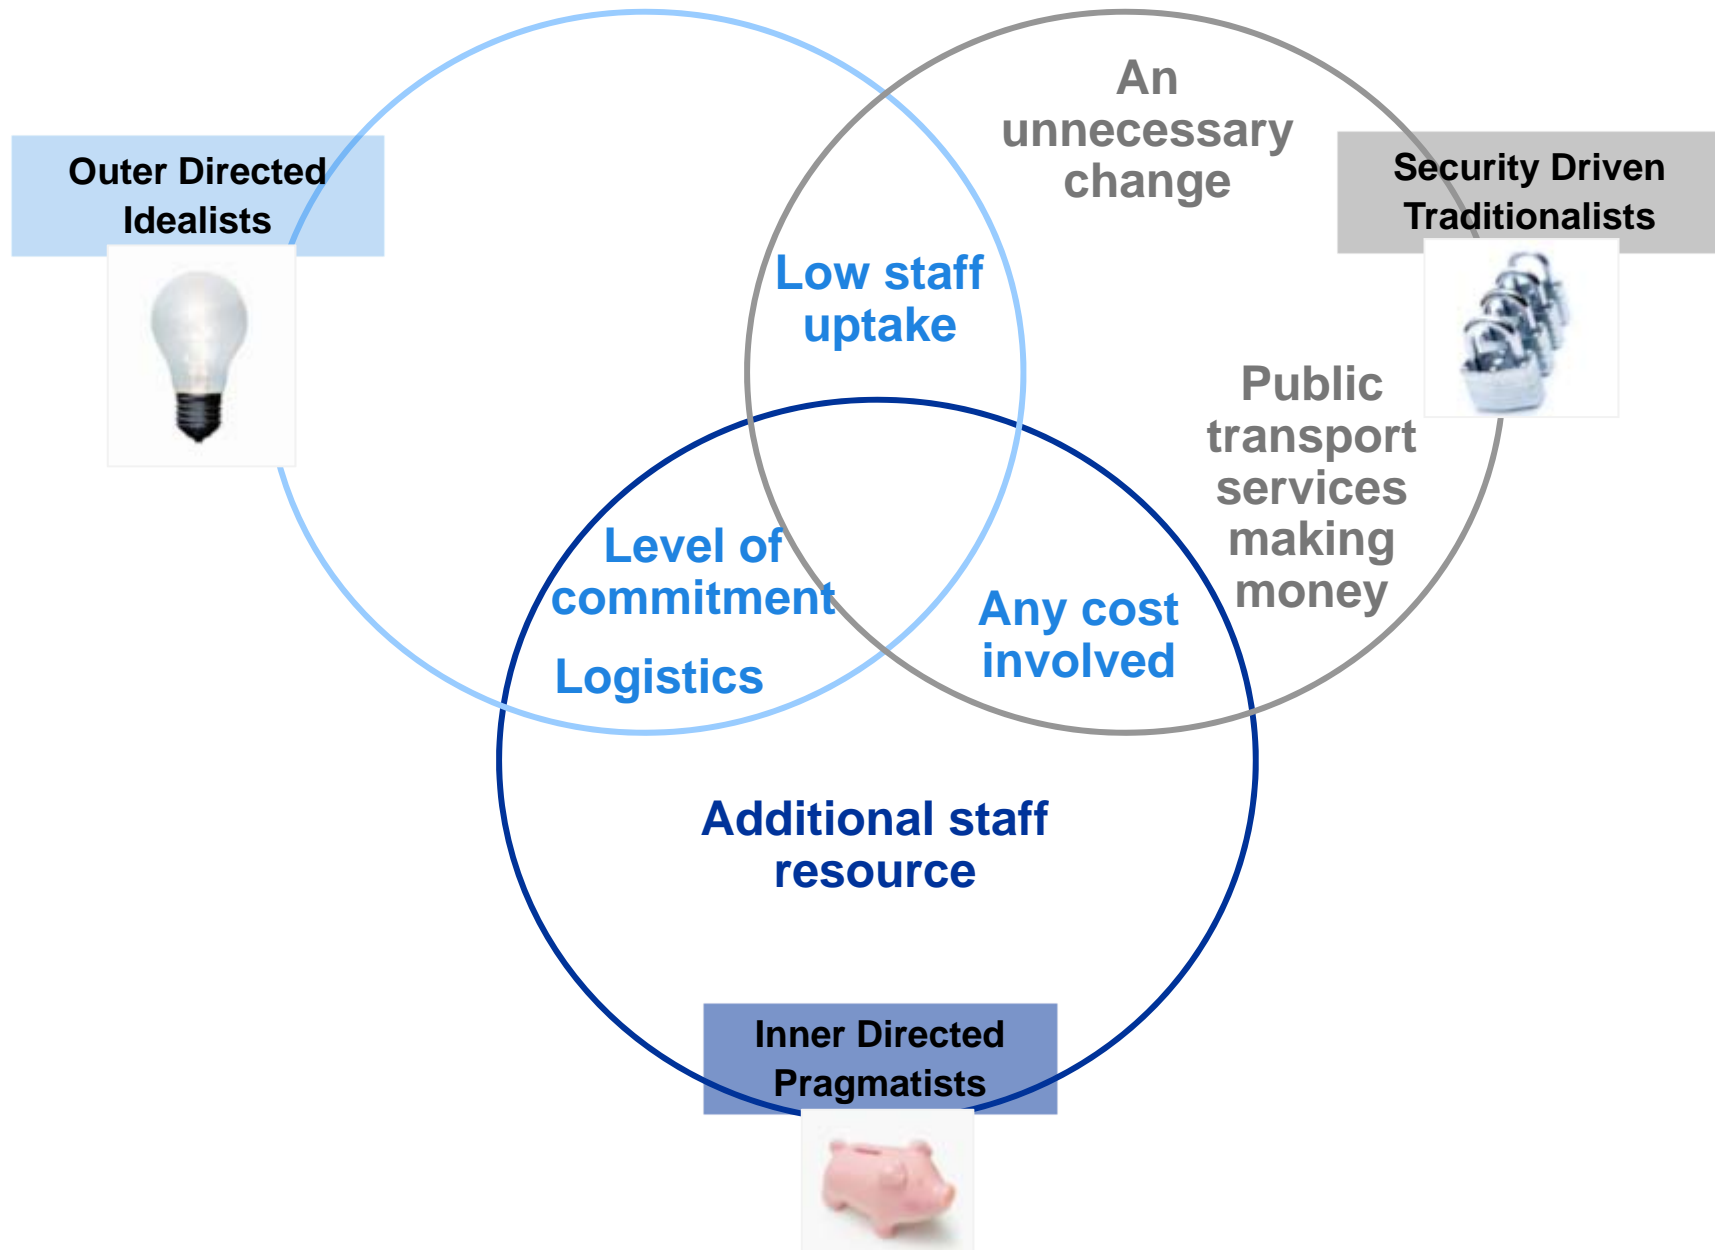 Outer Directed
Idealists
An
unnecessary
change
Security Driven
Traditionalists
Low staff
uptake
Public
transport
services
making
money
Level of
commitment
Logistics
Any cost
involved
Additional staff
resource
Inner Directed
Pragmatists